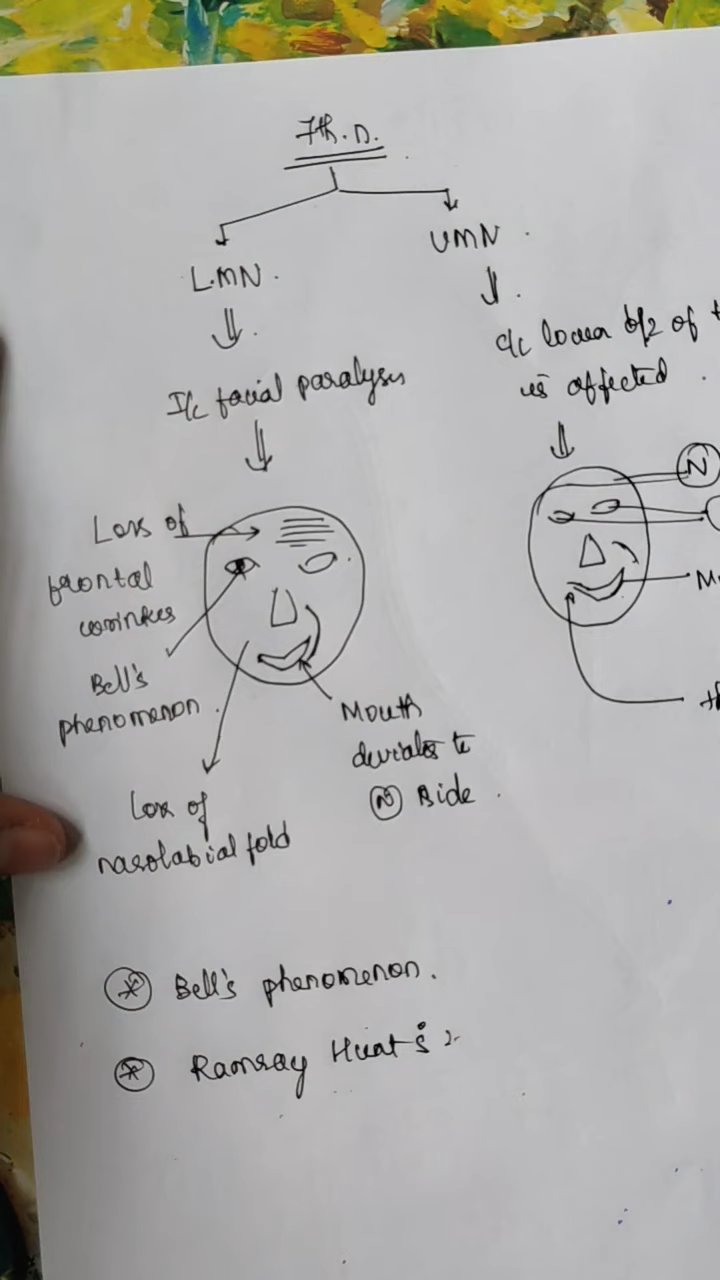 7th.n.
LMN.
UMN.
I/c facial paralysis
c/c lower 1/2 of
is affected.
Loss of
frontal
wrinkes
Bell's
phenomenon.
Loss of
nasolabial fold
Mouth
deviates to
N side.
N
M
* Bell's phenomenon.
* Ramsay Hunt